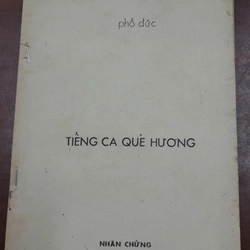 phổ đức
TIẾNG CA QUÊ HƯƠNG
NHÂN CHỨNG